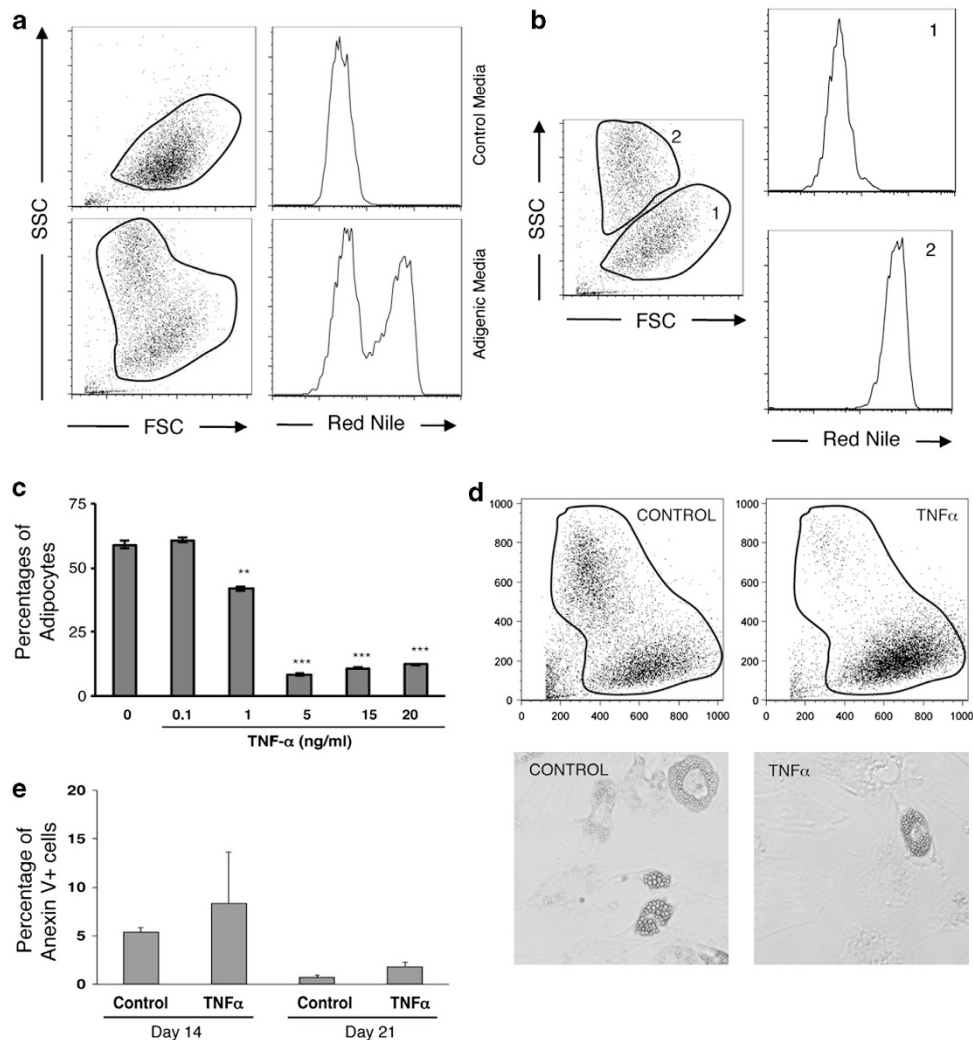 a
SSC
Control Media
Adigenic Media
FSC
Red Nile
b
SSC
2
1
FSC
1
2
Red Nile
c
Percentages of
Adipocytes
75
50
25
0
**
***
***
***
0 0.1 1 5 15 20
TNF-α (ng/ml)
d
1000
800
600
400
200
0
CONTROL
200 400 600 800 1000
1000
800
600
400
200
0
TNFα
200 400 600 800 1000
CONTROL
TNFα
e
Percentage of
Anexin V+ cells
20
15
10
5
0
Control TNFα Control TNFα
Day 14 Day 21